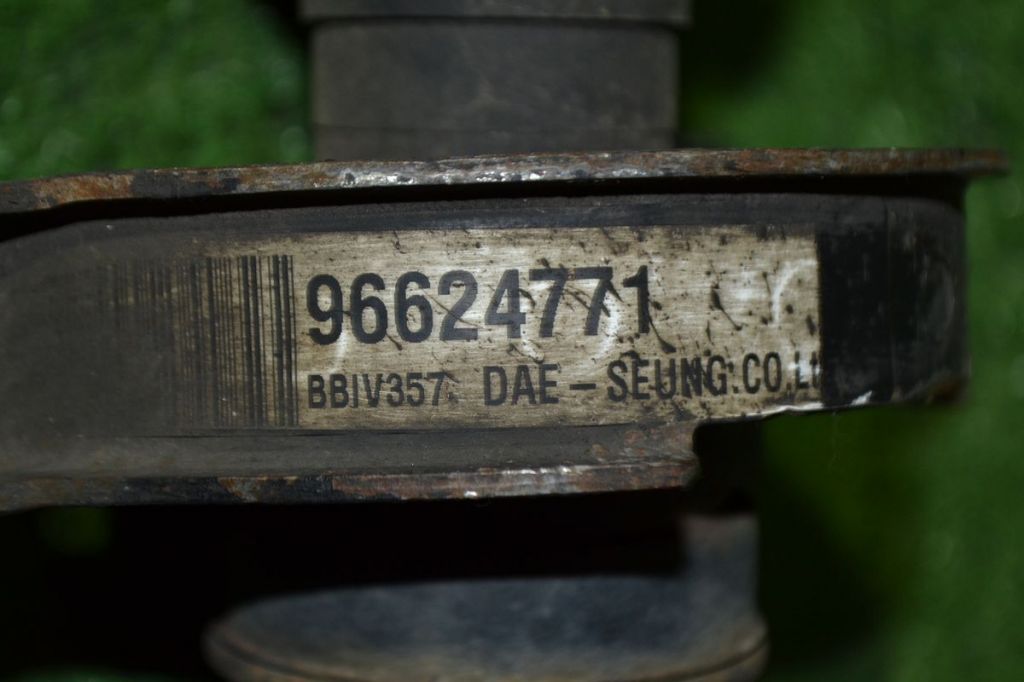 96624771
BBIV357 DAE - SEUNG.CO.L